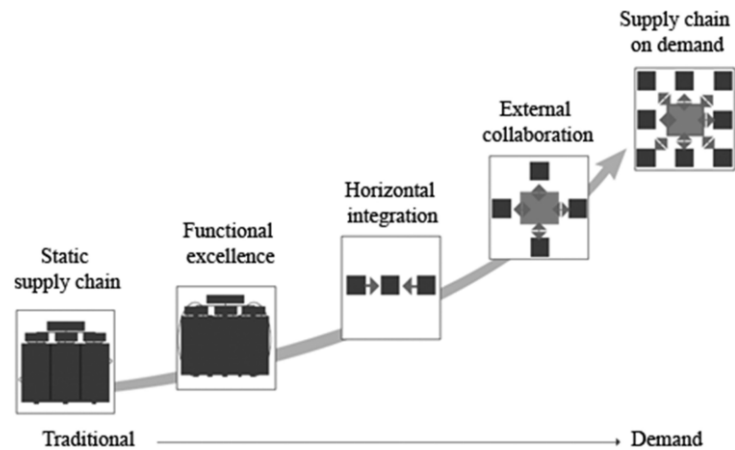 Supply chain
on demand
External
collaboration
Horizontal
integration
Functional
excellence
Static
supply chain
Traditional
Demand